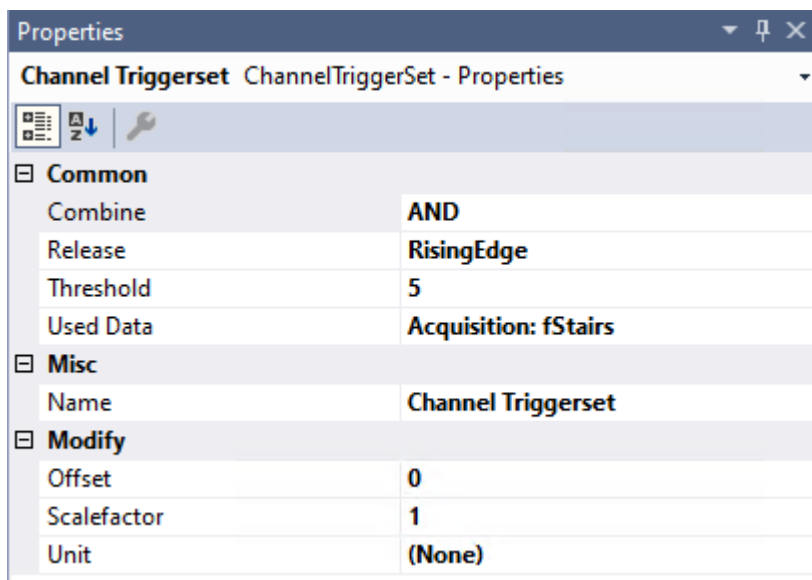 Properties
Channel Triggerset ChannelTriggerSet - Properties
Common
Combine AND
Release RisingEdge
Threshold 5
Used Data Acquisition: fStairs
Misc
Name Channel Triggerset
Modify
Offset 0
Scalefactor 1
Unit (None)